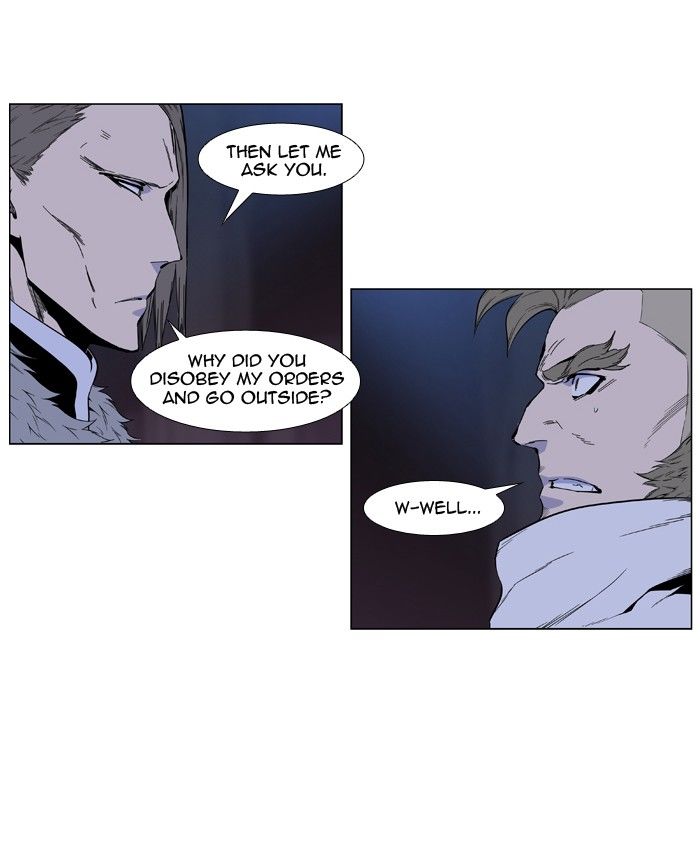 THEN LET ME
ASK YOU.
WHY DID YOU
DISOBEY MY ORDERS
AND GO OUTSIDE?
W-WELL...